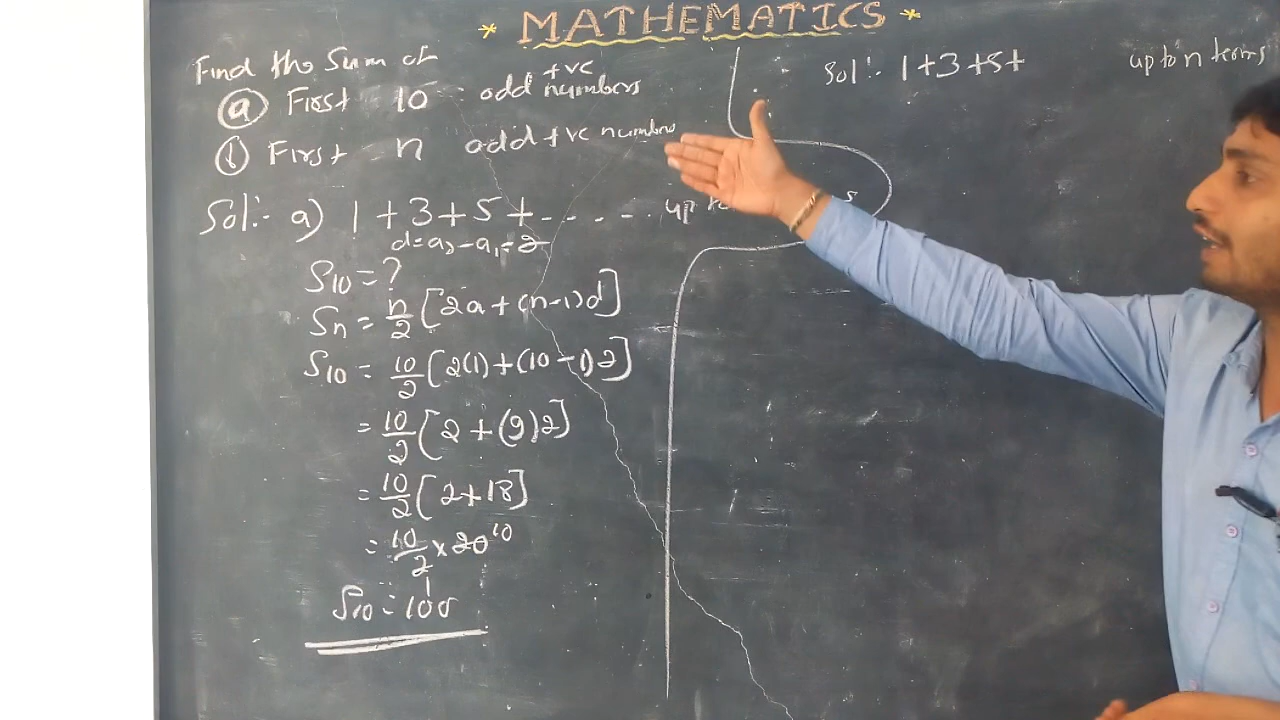 * MATHEMATICS *
Find the Sum of
(a) First 10 odd +ve numbers
(b) First n odd +ve numbers
Sol:- a) 1 + 3 + 5 + - - - - . up
d = a₂ - a₁ = 2
S₁₀ = ?
Sn = n/2 [2a + (n-1)d]
S₁₀ = 10/2 [2(1) + (10-1)2]
= 10/2 [2 + (9)2]
= 10/2 [2+18]
= 10/2 × 20 10
1
S₁₀ = 100
Sol:- 1+3+5+ up to n terms